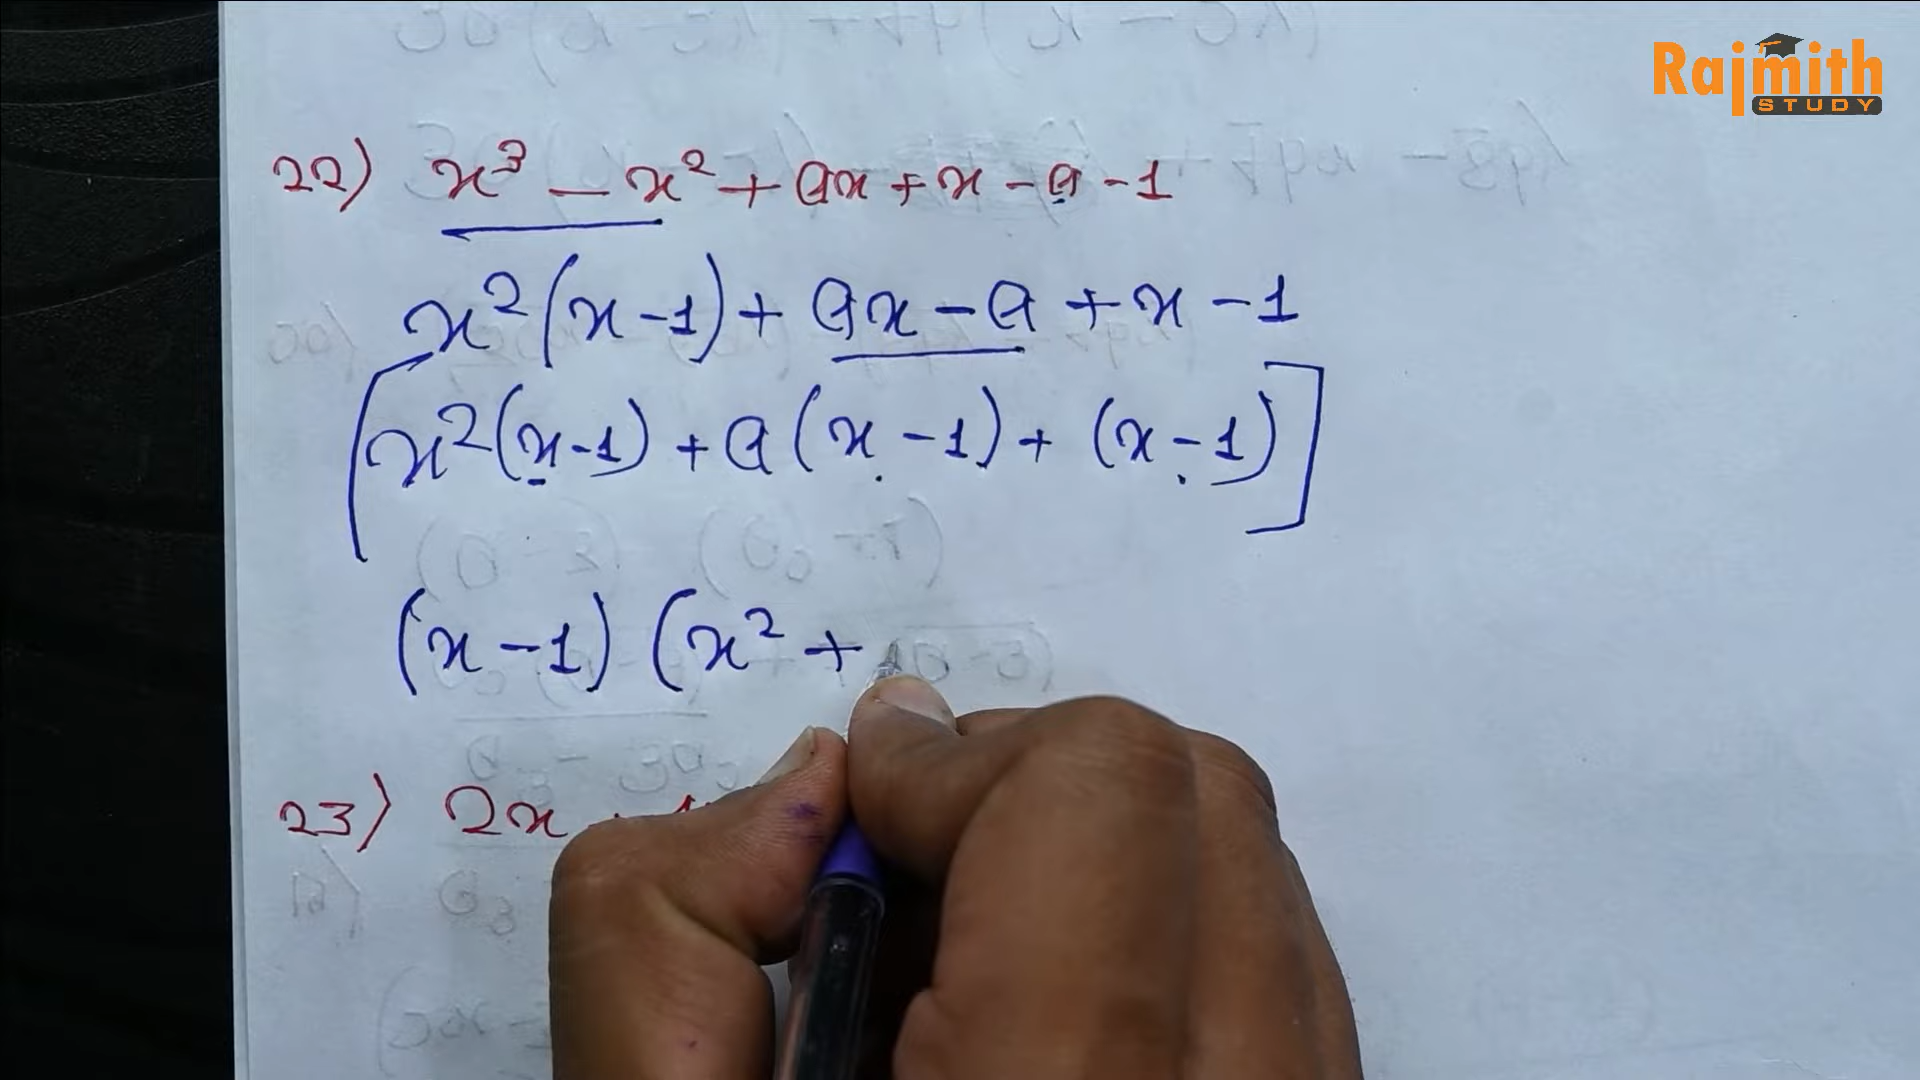 Rajmith
STUDY
22) x³ - x² + ax + x - a - 1
x²(x-1) + ax - a + x - 1
[x²(x-1) + a(x-1) + (x-1)]
(x-1) (x² +
23) 2x